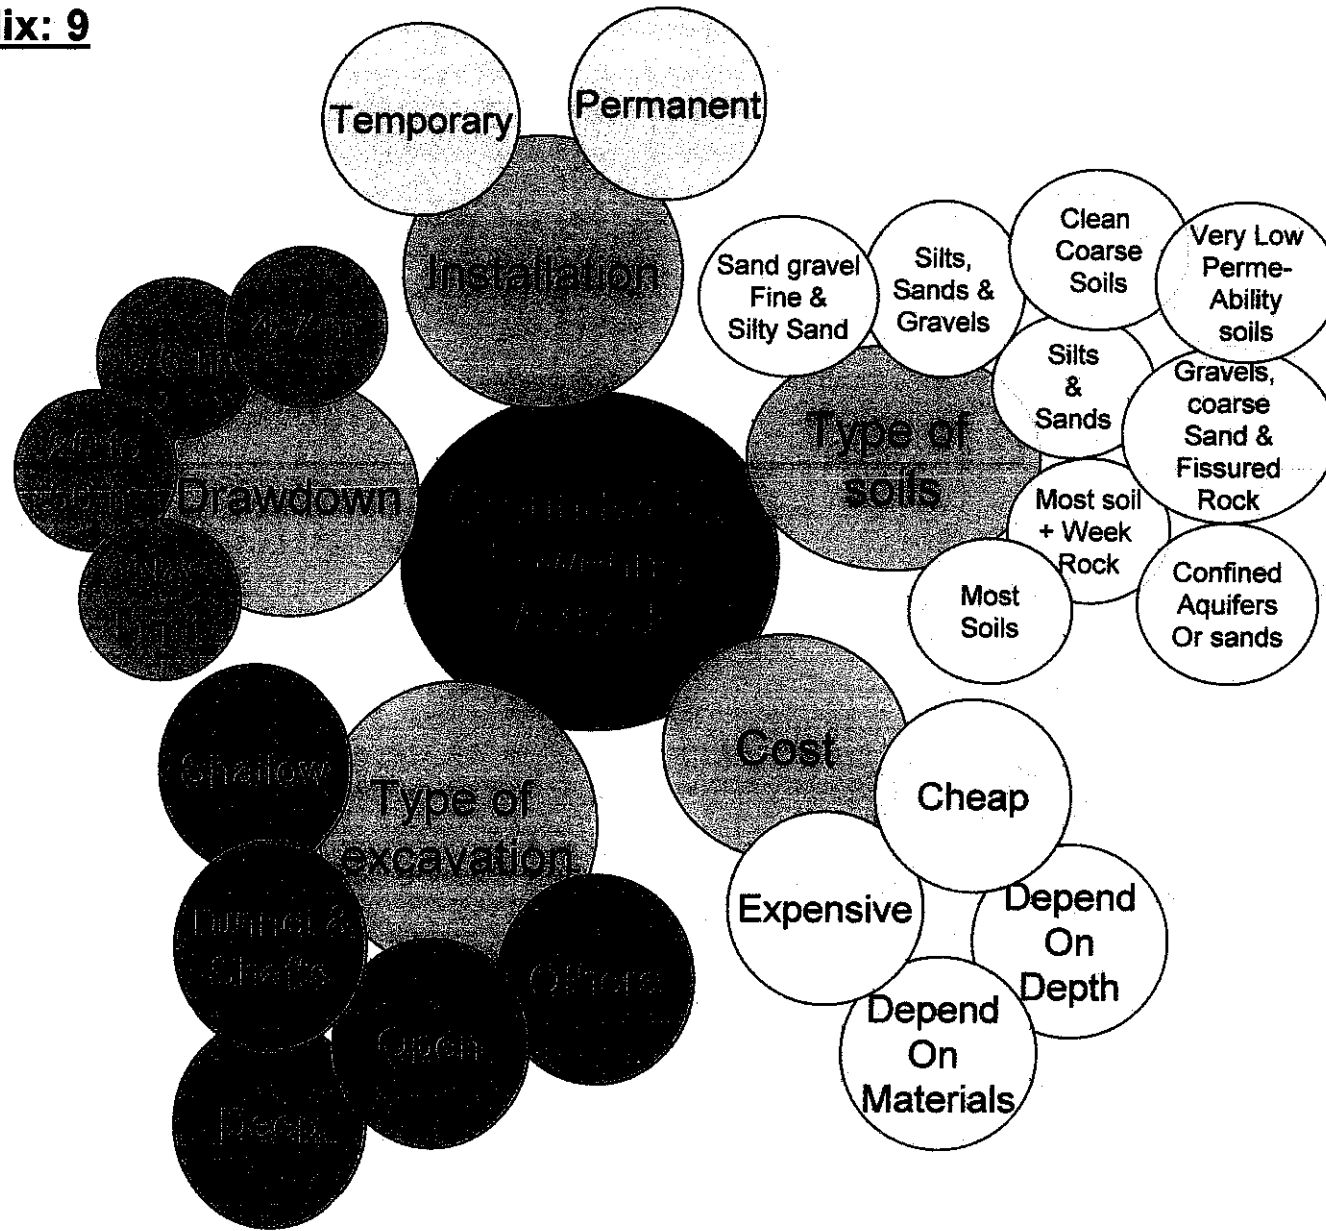 ix: 9
Temporary
Permanent
Installation
Sand gravel
Fine &
Silty Sand
Silts,
Sands &
Gravels
Clean
Coarse
Soils
Very Low
Perme-
Ability
soils
Silts
&
Sands
Gravels,
coarse
Sand &
Fissured
Rock
Type of
soils
Most soil
+ Week
Rock
Most
Soils
Confined
Aquifers
Or sands
Drawdown
Cost
Cheap
Expensive
Depend
On
Depth
Depend
On
Materials
Type of
excavation
Shallow
Tunnel &
Shafts
Deep
Open
Others